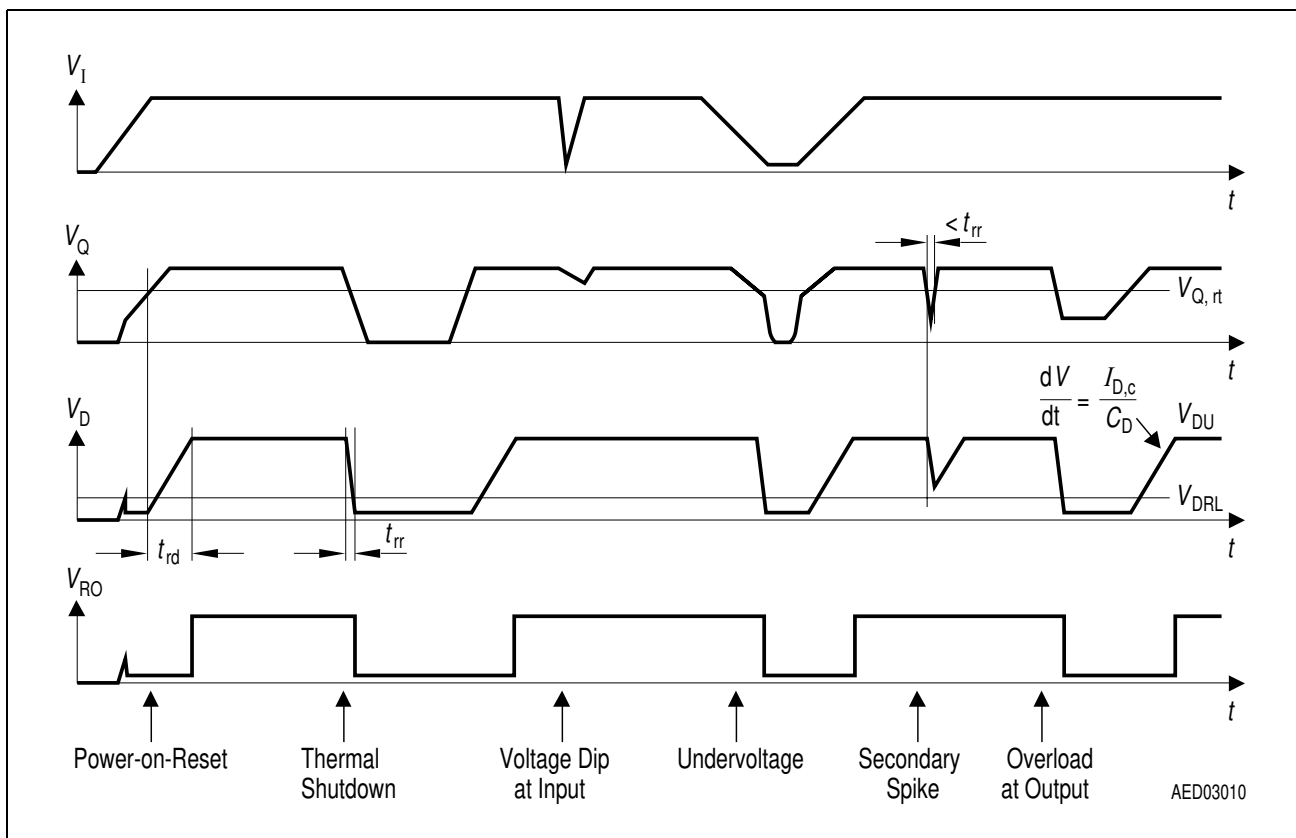 V_I
t
V_Q
< t_rr
V_Q, rt
t
dV/dt = I_D,c/C_D
V_D
V_DU
V_DRL
t_rd
t_rr
t
V_RO
t
Power-on-Reset
Thermal
Shutdown
Voltage Dip
at Input
Undervoltage
Secondary
Spike
Overload
at Output
AED03010